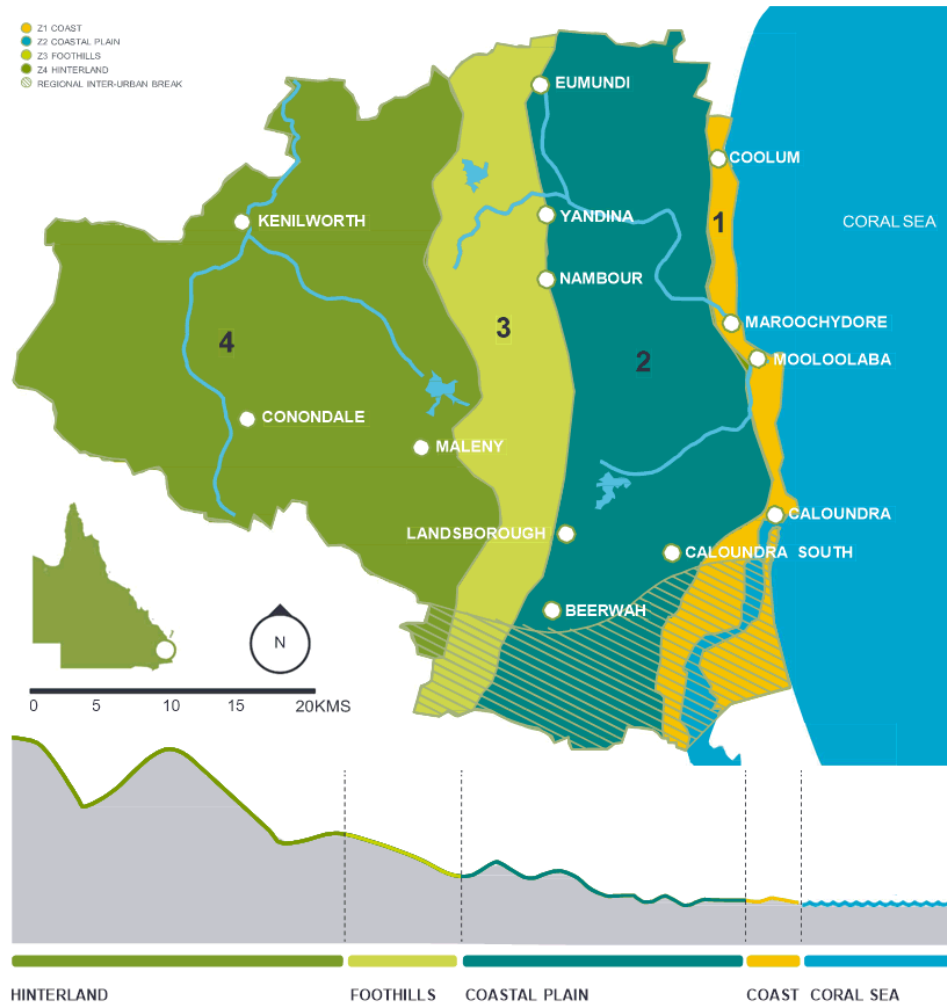 Z1 COAST
Z2 COASTAL PLAIN
Z3 FOOTHILLS
Z4 HINTERLAND
REGIONAL INTER-URBAN BREAK
EUMUNDI
COOLUM
1
KENILWORTH
YANDINA
CORAL SEA
NAMBOUR
3
MAROOCHYDORE
4
2
MOOLOOLABA
CONONDALE
MALENY
CALOUNDRA
LANDSBOROUGH
CALOUNDRA SOUTH
BEERWAH
N
0 5 10 15 20KMS
HINTERLAND FOOTHILLS COASTAL PLAIN COAST CORAL SEA